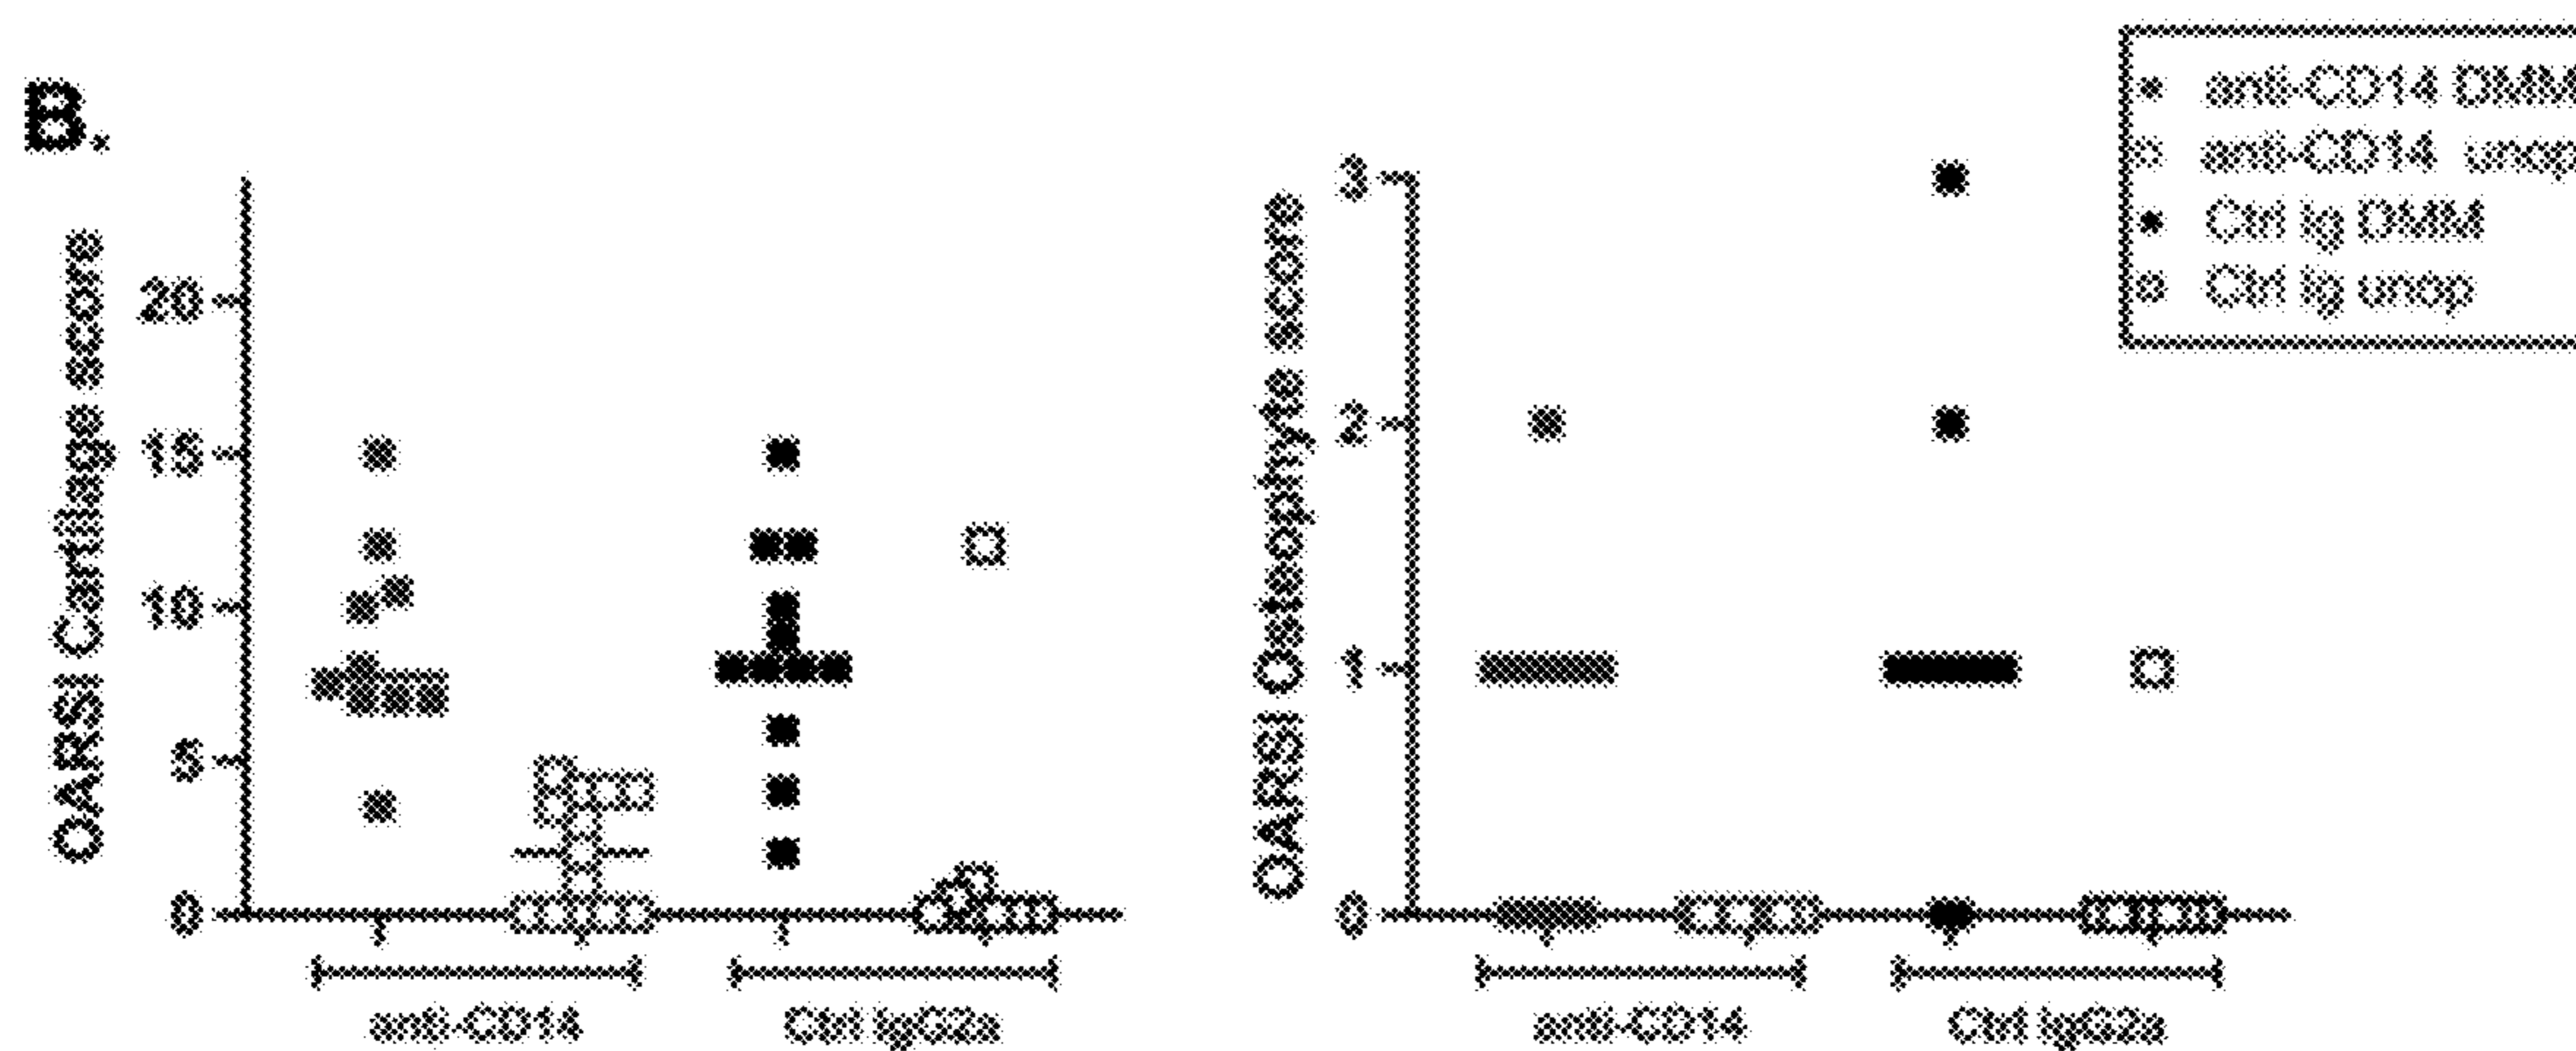 B.
OARSI Cartilage score
20
15
10
5
0
anti-CD14
Ctrl IgG2a
OARSI Osteophyte score
3
2
1
0
anti-CD14
Ctrl IgG2a
anti-CD14 DMM
anti-CD14 unop
Ctrl ig DMM
Ctrl ig unop